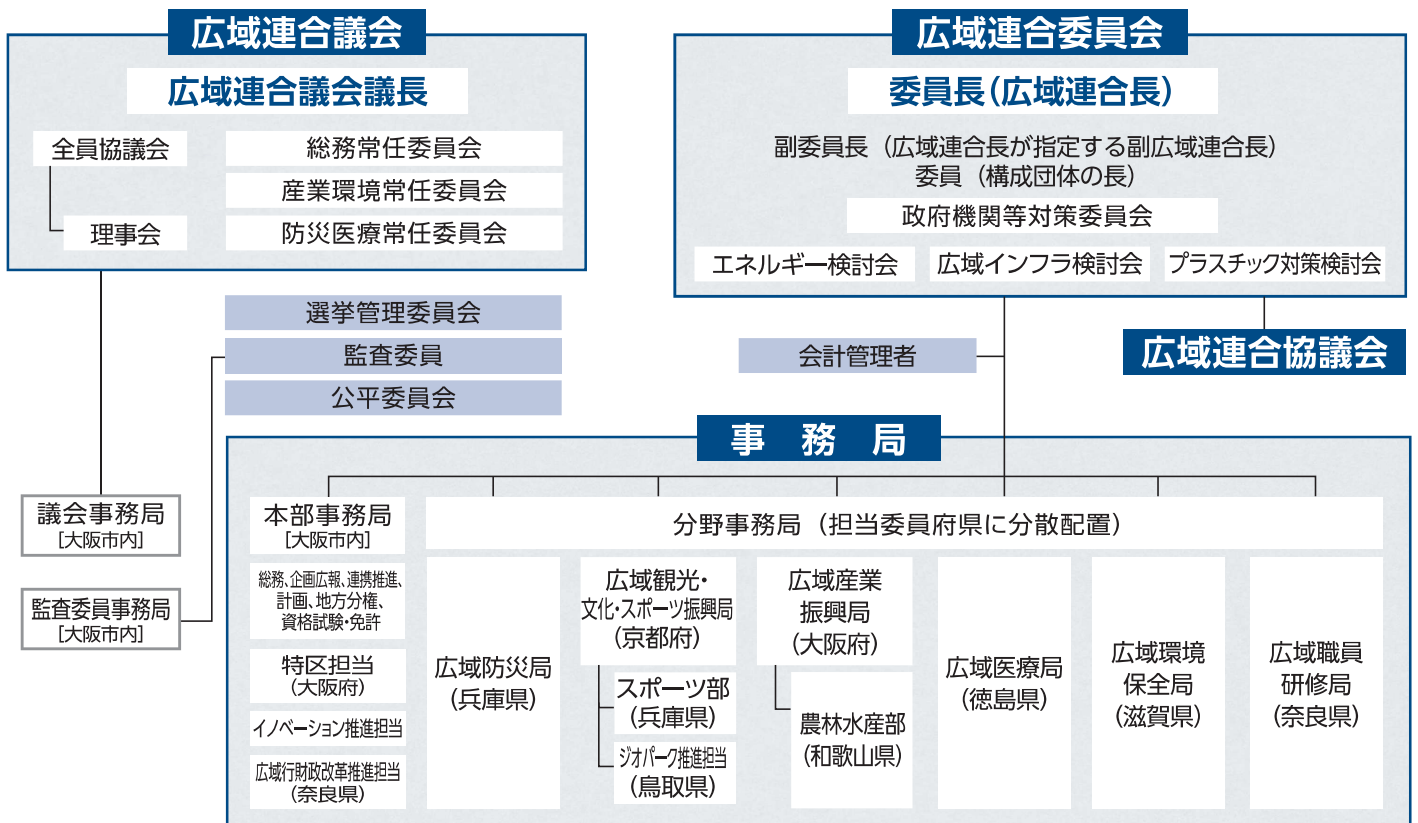 広域連合議会
広域連合議会議長
全員協議会
理事会
総務常任委員会
産業環境常任委員会
防災医療常任委員会
広域連合委員会
委員長(広域連合長)
副委員長（広域連合長が指定する副広域連合長）
委員（構成団体の長）
政府機関等対策委員会
エネルギー検討会
広域インフラ検討会
プラスチック対策検討会
選挙管理委員会
監査委員
公平委員会
会計管理者
広域連合協議会
議会事務局
[大阪市内]
監査委員事務局
[大阪市内]
事 務 局
本部事務局
[大阪市内]
総務、企画広報、連携推進、
計画、地方分権、
資格試験・免許
特区担当
(大阪府)
イノベーション推進担当
広域行財政改革推進担当
(奈良県)
分野事務局（担当委員府県に分散配置）
広域防災局
(兵庫県)
広域観光・
文化・スポーツ振興局
(京都府)
スポーツ部
(兵庫県)
ジオパーク推進担当
(鳥取県)
広域産業
振興局
(大阪府)
農林水産部
(和歌山県)
広域医療局
(徳島県)
広域環境
保全局
(滋賀県)
広域職員
研修局
(奈良県)